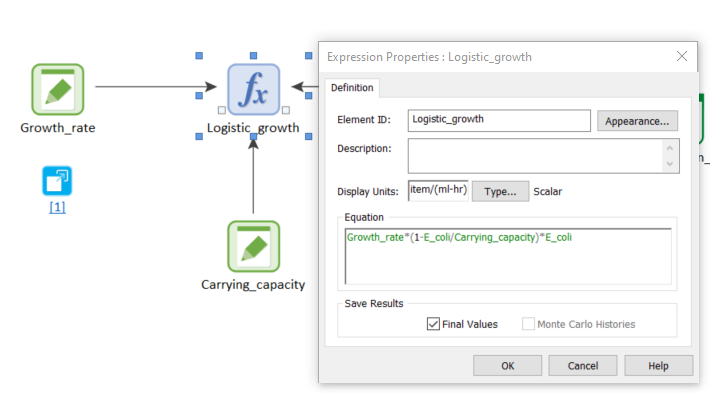 Expression Properties : Logistic_growth
Definition
Element ID:
Logistic_growth
Appearance...
Description:
Display Units:
item/(ml-hr)
Type...
Scalar
Equation
Growth_rate*(1-E_coli/Carrying_capacity)*E_coli
Save Results
Final Values
Monte Carlo Histories
OK
Cancel
Help
fx
Growth_rate
Logistic_growth
[1]
Carrying_capacity